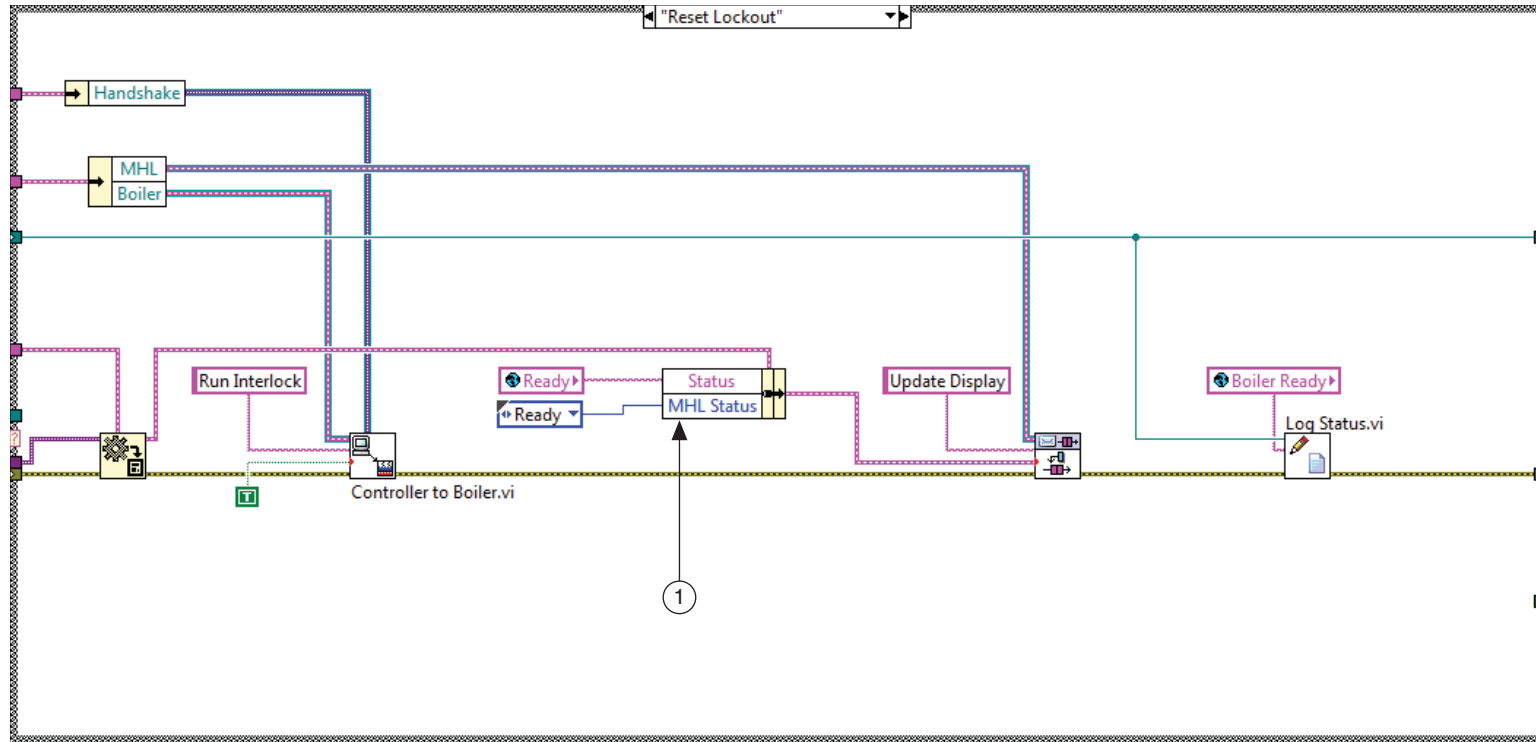 "Reset Lockout"
Handshake
MHL
Boiler
Run Interlock
Ready
Status
Update Display
Boiler Ready
Ready
MHL Status
Log Status.vi
?
T
Controller to Boiler.vi
1